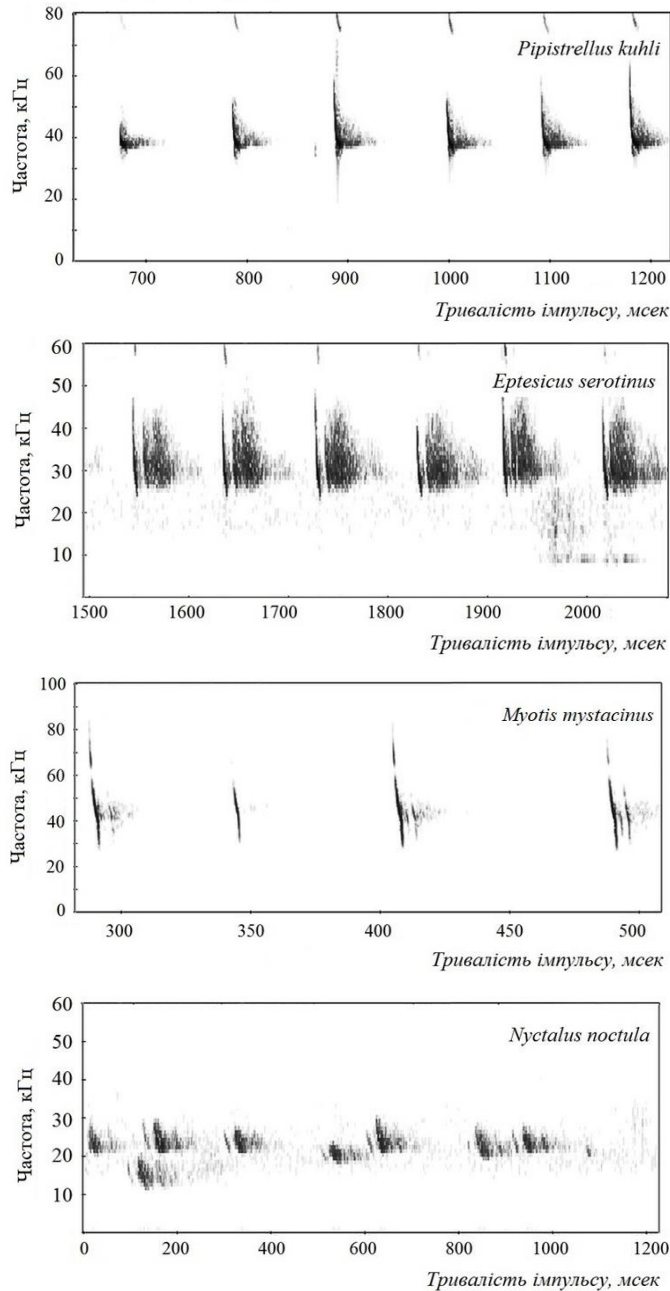 80
Pipistrellus kuhli
60
40
20
0
Частота, кГц
700 800 900 1000 1100 1200
Тривалість імпульсу, мсек
60
Eptesicus serotinus
50
40
30
20
10
Частота, кГц
1500 1600 1700 1800 1900 2000
Тривалість імпульсу, мсек
100
Myotis mystacinus
80
60
40
20
0
Частота, кГц
300 350 400 450 500
Тривалість імпульсу, мсек
60
Nyctalus noctula
50
40
30
20
10
Частота, кГц
0 200 400 600 800 1000 1200
Тривалість імпульсу, мсек